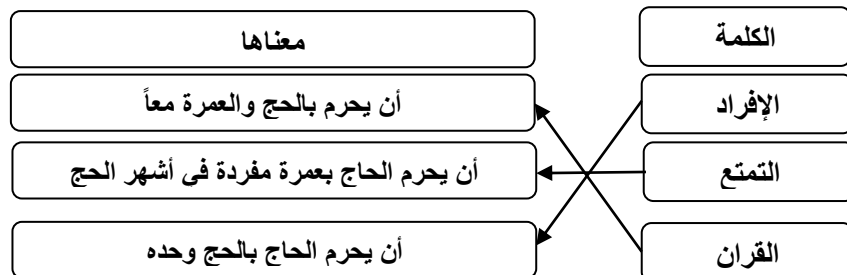 الكلمة
معناها
الإفراد
أن يحرم بالحج والعمرة معاً
التمتع
أن يحرم الحاج بعمرة مفردة فى أشهر الحج
القران
أن يحرم الحاج بالحج وحده